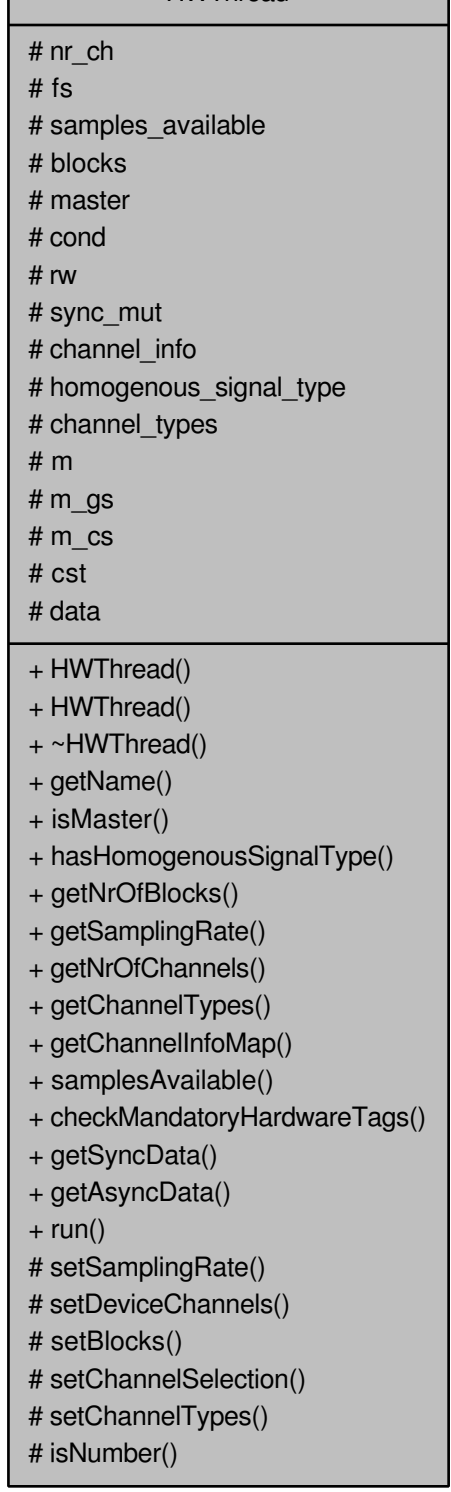 HWThread
# nr_ch
# fs
# samples_available
# blocks
# master
# cond
# rw
# sync_mut
# channel_info
# homogenous_signal_type
# channel_types
# m
# m_gs
# m_cs
# cst
# data
+ HWThread()
+ HWThread()
+ ~HWThread()
+ getName()
+ isMaster()
+ hasHomogenousSignalType()
+ getNrOfBlocks()
+ getSamplingRate()
+ getNrOfChannels()
+ getChannelTypes()
+ getChannelInfoMap()
+ samplesAvailable()
+ checkMandatoryHardwareTags()
+ getSyncData()
+ getAsyncData()
+ run()
# setSamplingRate()
# setDeviceChannels()
# setBlocks()
# setChannelSelection()
# setChannelTypes()
# isNumber()